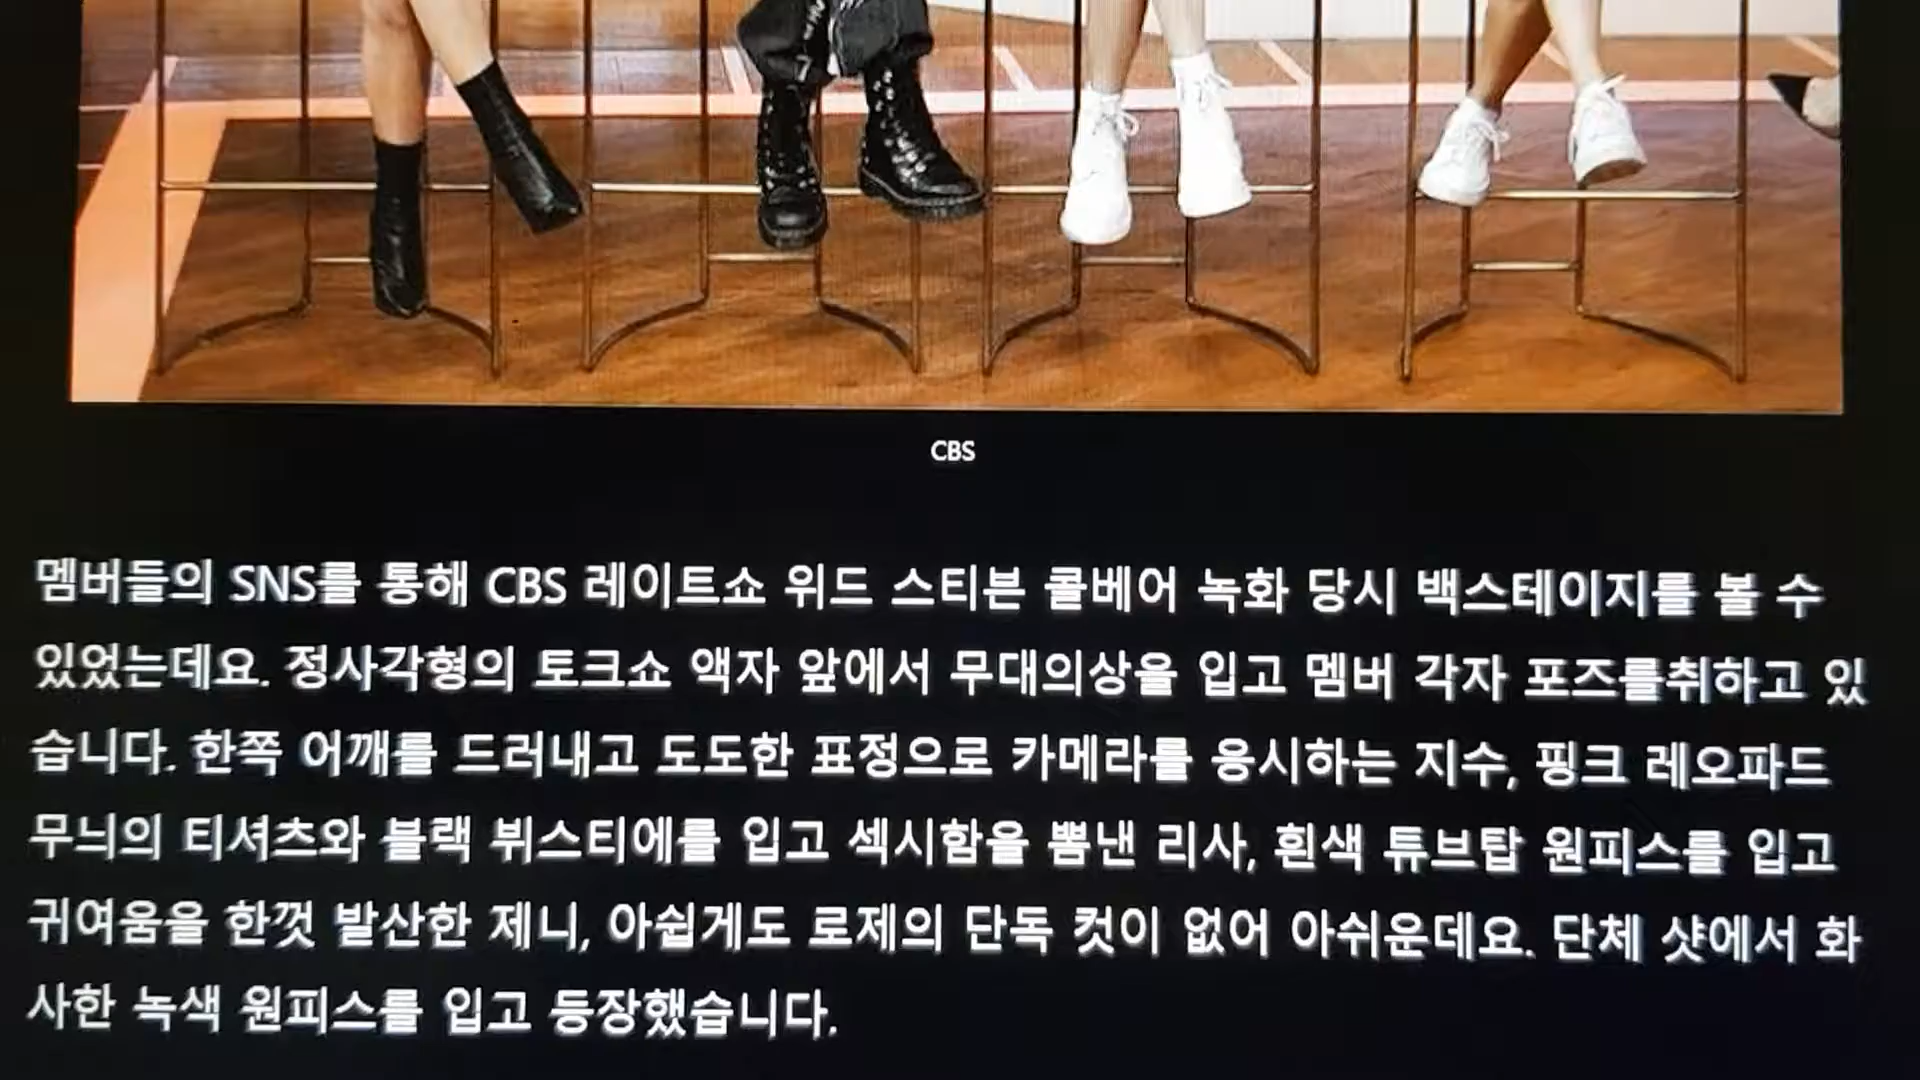 CBS
멤버들의 SNS를 통해 CBS 레이트쇼 위드 스티븐 콜베어 녹화 당시 백스테이지를 볼 수
있었는데요. 정사각형의 토크쇼 액자 앞에서 무대의상을 입고 멤버 각자 포즈를취하고 있
습니다. 한쪽 어깨를 드러내고 도도한 표정으로 카메라를 응시하는 지수, 핑크 레오파드
무늬의 티셔츠와 블랙 뷔스티에를 입고 섹시함을 뽐낸 리사, 흰색 튜브탑 원피스를 입고
귀여움을 한껏 발산한 제니, 아쉽게도 로제의 단독 컷이 없어 아쉬운데요. 단체 샷에서 화
사한 녹색 원피스를 입고 등장했습니다.